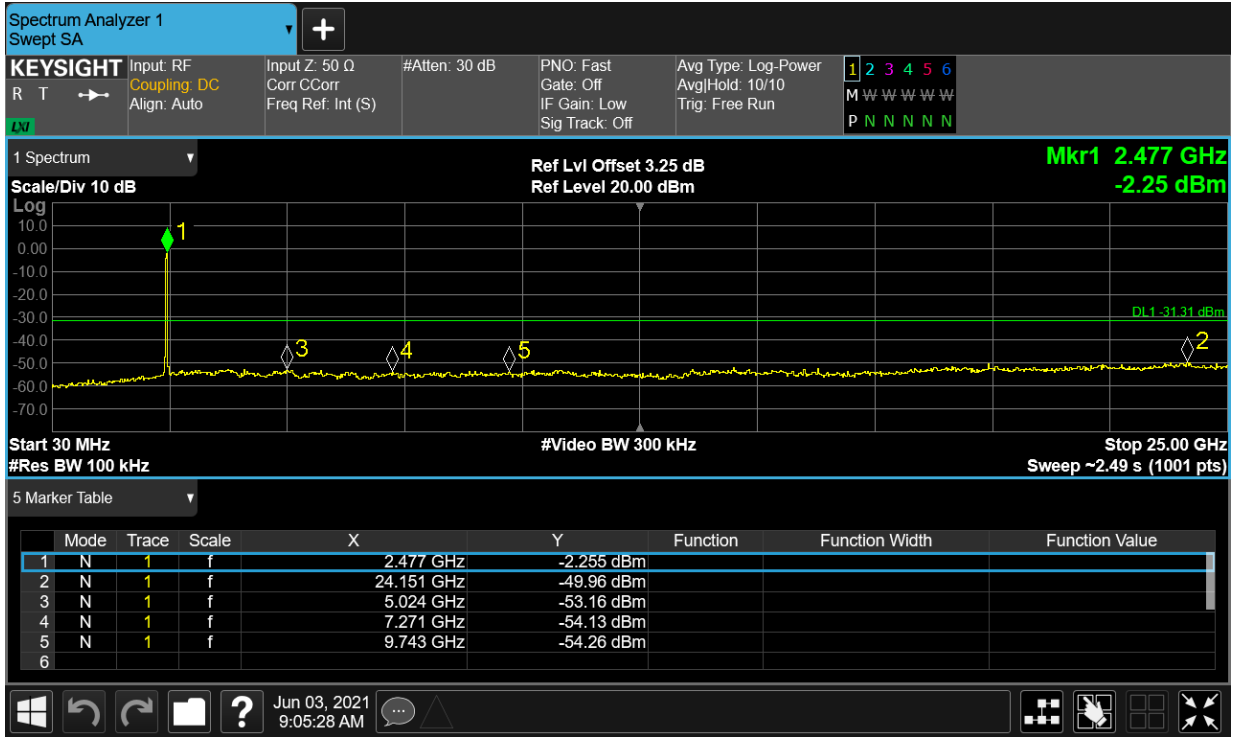 Spectrum Analyzer 1
Swept SA
KEYSIGHT
R T
LXI
Input: RF
Coupling: DC
Align: Auto
Input Z: 50 Ω
Corr CCorr
Freq Ref: Int (S)
#Atten: 30 dB
PNO: Fast
Gate: Off
IF Gain: Low
Sig Track: Off
Avg Type: Log-Power
Avg|Hold: 10/10
Trig: Free Run
1 2 3 4 5 6
M W W W W W
P N N N N N
1 Spectrum
Scale/Div 10 dB
Ref Lvl Offset 3.25 dB
Ref Level 20.00 dBm
Mkr1 2.477 GHz
-2.25 dBm
Log
10.0
0.00
-10.0
-20.0
-30.0
-40.0
-50.0
-60.0
-70.0
1
DL1 -31.31 dBm
3
4
5
2
Start 30 MHz
#Res BW 100 kHz
#Video BW 300 kHz
Stop 25.00 GHz
Sweep ~2.49 s (1001 pts)
5 Marker Table
Mode Trace Scale X Y Function Function Width Function Value
1 N 1 f 2.477 GHz -2.255 dBm
2 N 1 f 24.151 GHz -49.96 dBm
3 N 1 f 5.024 GHz -53.16 dBm
4 N 1 f 7.271 GHz -54.13 dBm
5 N 1 f 9.743 GHz -54.26 dBm
6
?
Jun 03, 2021
9:05:28 AM